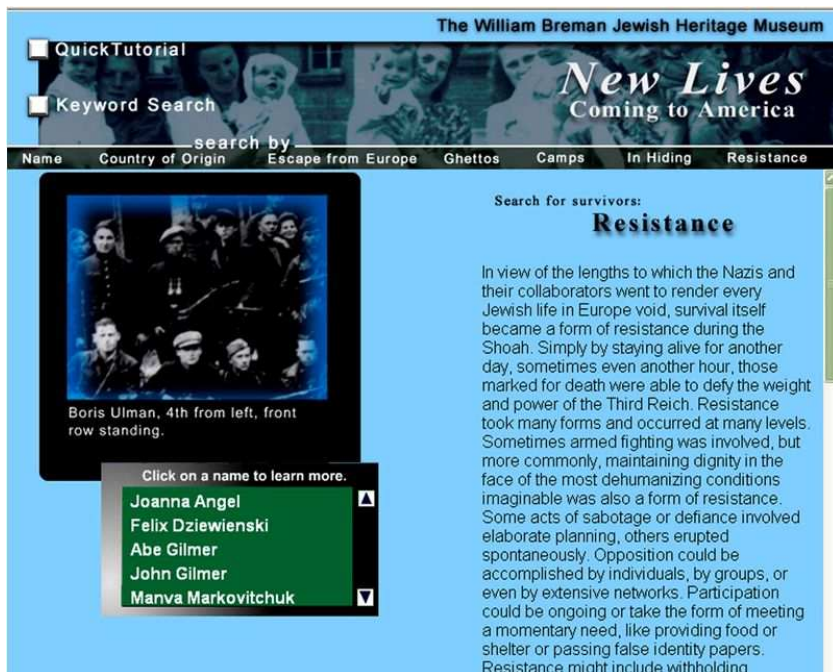 The William Breman Jewish Heritage Museum
QuickTutorial
Keyword Search
New Lives
Coming to America
search by
Name Country of Origin Escape from Europe Ghettos Camps In Hiding Resistance
Boris Ulman, 4th from left, front
row standing.
Click on a name to learn more.
Joanna Angel
Felix Dziewienski
Abe Gilmer
John Gilmer
Manya Markovitchuk
Search for survivors:
Resistance
In view of the lengths to which the Nazis and
their collaborators went to render every
Jewish life in Europe void, survival itself
became a form of resistance during the
Shoah. Simply by staying alive for another
day, sometimes even another hour, those
marked for death were able to defy the weight
and power of the Third Reich. Resistance
took many forms and occurred at many levels.
Sometimes armed fighting was involved, but
more commonly, maintaining dignity in the
face of the most dehumanizing conditions
imaginable was also a form of resistance.
Some acts of sabotage or defiance involved
elaborate planning, others erupted
spontaneously. Opposition could be
accomplished by individuals, by groups, or
even by extensive networks. Participation
could be ongoing or take the form of meeting
a momentary need, like providing food or
shelter or passing false identity papers.
Resistance might include withholding